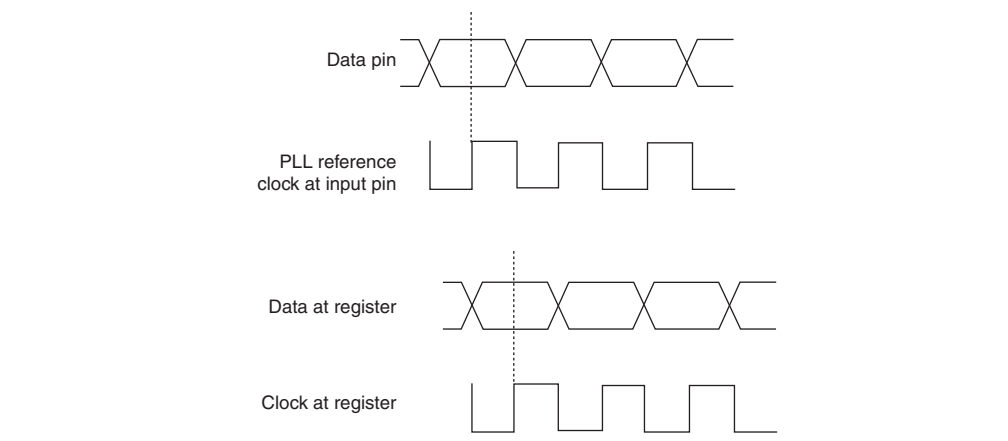 Data pin
PLL reference
clock at input pin
Data at register
Clock at register